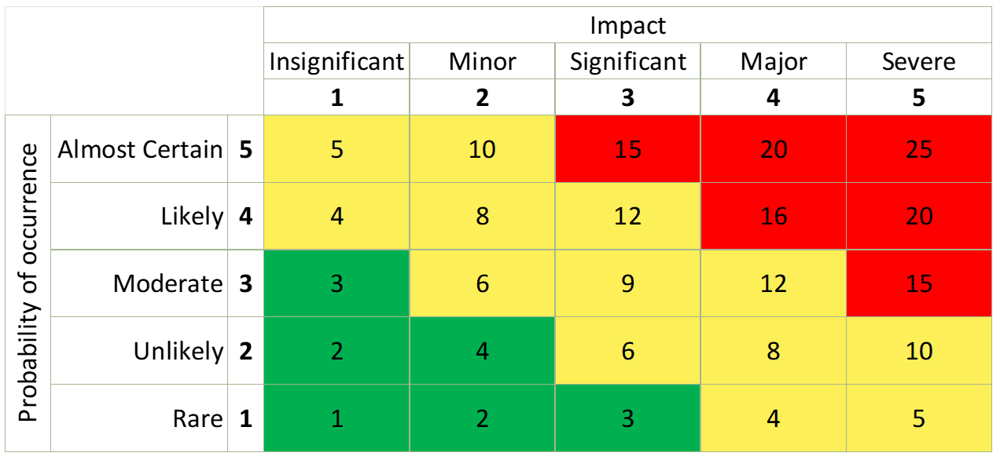 Impact
Insignificant Minor Significant Major Severe
1 2 3 4 5
Probability of occurrence
Almost Certain 5 5 10 15 20 25
Likely 4 4 8 12 16 20
Moderate 3 3 6 9 12 15
Unlikely 2 2 4 6 8 10
Rare 1 1 2 3 4 5